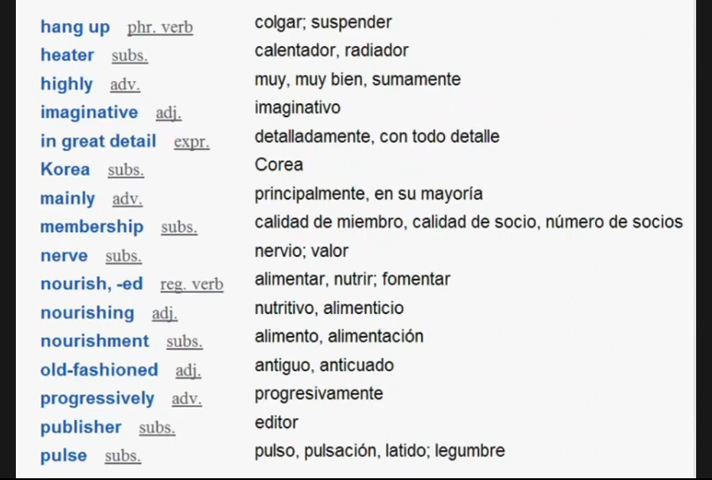 hang up phr. verb colgar; suspender
heater subs. calentador, radiador
highly adv. muy, muy bien, sumamente
imaginative adj. imaginativo
in great detail expr. detalladamente, con todo detalle
Korea subs. Corea
mainly adv. principalmente, en su mayoría
membership subs. calidad de miembro, calidad de socio, número de socios
nerve subs. nervio; valor
nourish, -ed reg. verb alimentar, nutrir; fomentar
nourishing adj. nutritivo, alimenticio
nourishment subs. alimento, alimentación
old-fashioned adj. antiguo, anticuado
progressively adv. progresivamente
publisher subs. editor
pulse subs. pulso, pulsación, latido; legumbre